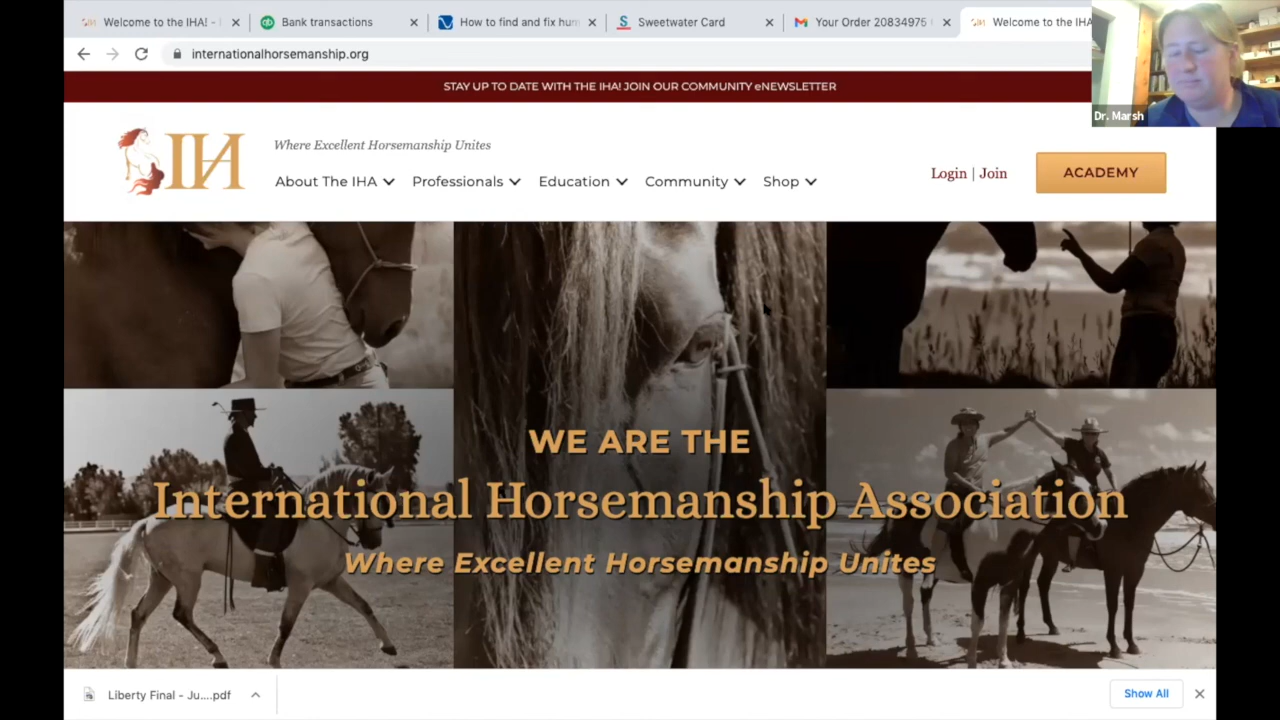 Welcome to the IHA! -
Bank transactions
How to find and fix hum
Sweetwater Card
Your Order 20834975
Welcome to the IHA
internationalhorsemanship.org
Dr. Marsh
STAY UP TO DATE WITH THE IHA! JOIN OUR COMMUNITY eNEWSLETTER
IHA
Where Excellent Horsemanship Unites
About The IHA
Professionals
Education
Community
Shop
Login | Join
ACADEMY
WE ARE THE
International Horsemanship Association
Where Excellent Horsemanship Unites
Liberty Final - Ju....pdf
Show All